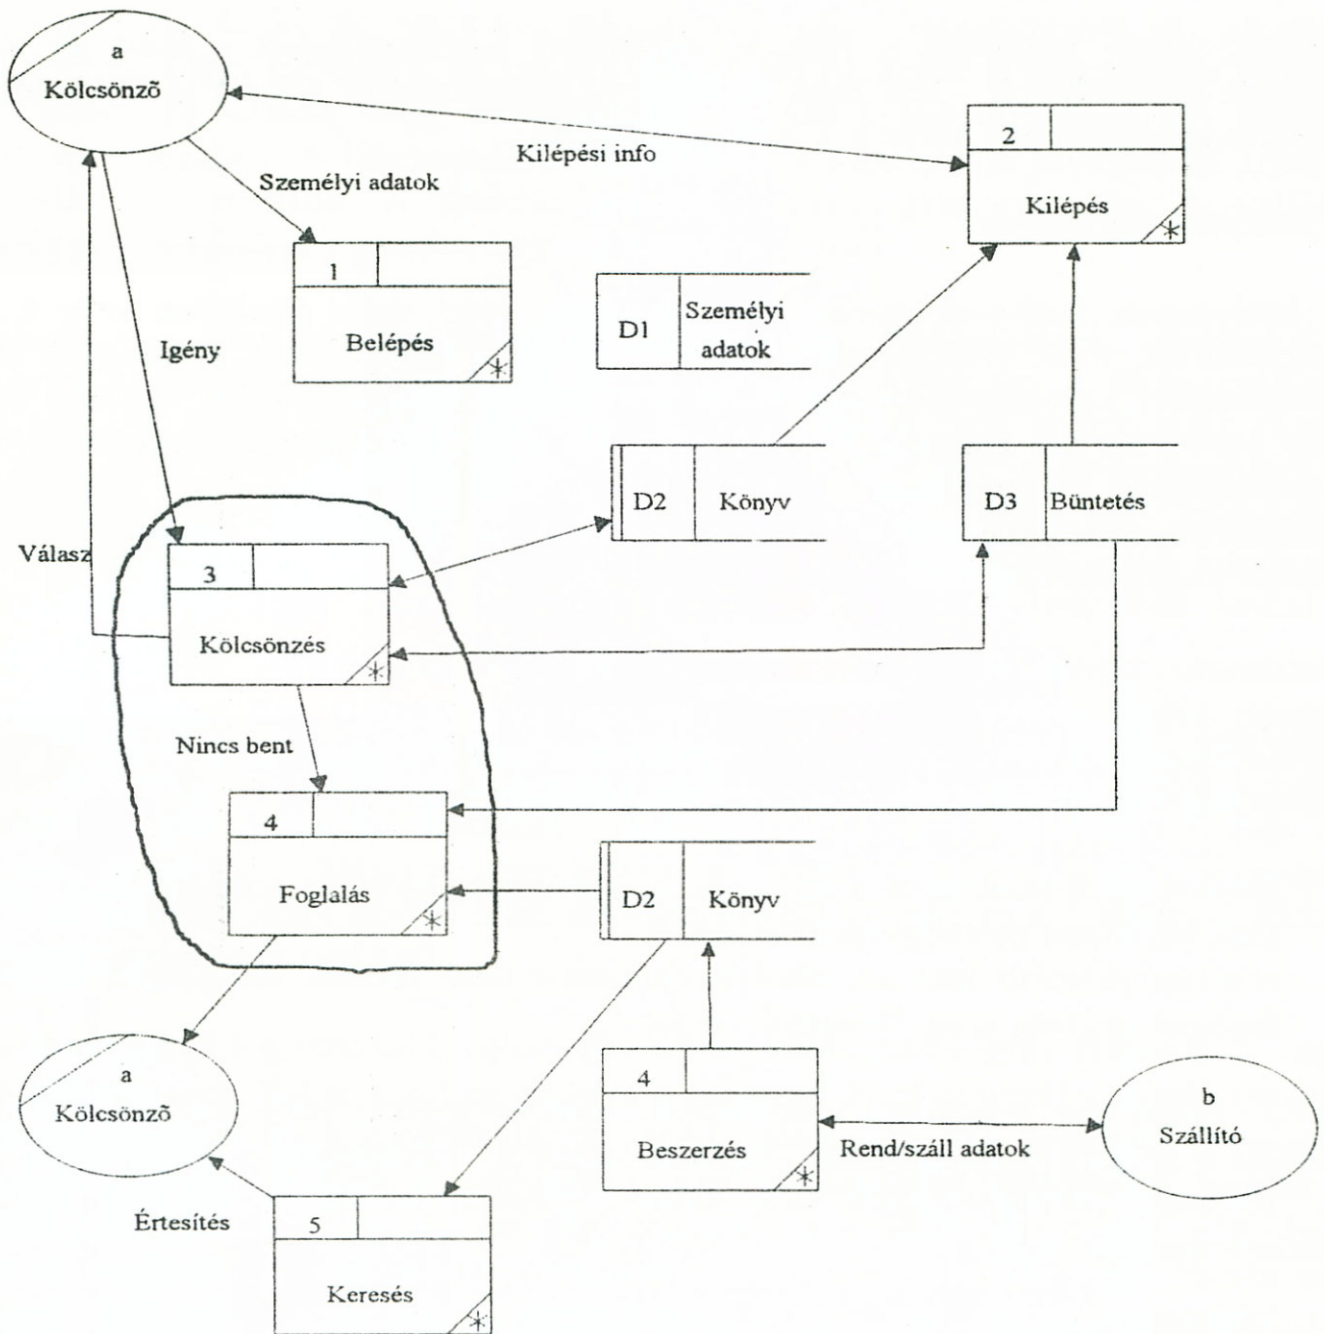 a
Kölcsönzõ
Kilépési info
2
Kilépés
*
Személyi adatok
1
Belépés
*
D1
Személyi
adatok
Igény
D2
Könyv
D3
Büntetés
Válasz
3
Kölcsönzés
*
Nincs bent
4
Foglalás
*
D2
Könyv
a
Kölcsönzõ
4
Beszerzés
*
Rend/száll adatok
b
Szállító
Értesítés
5
Keresés
*